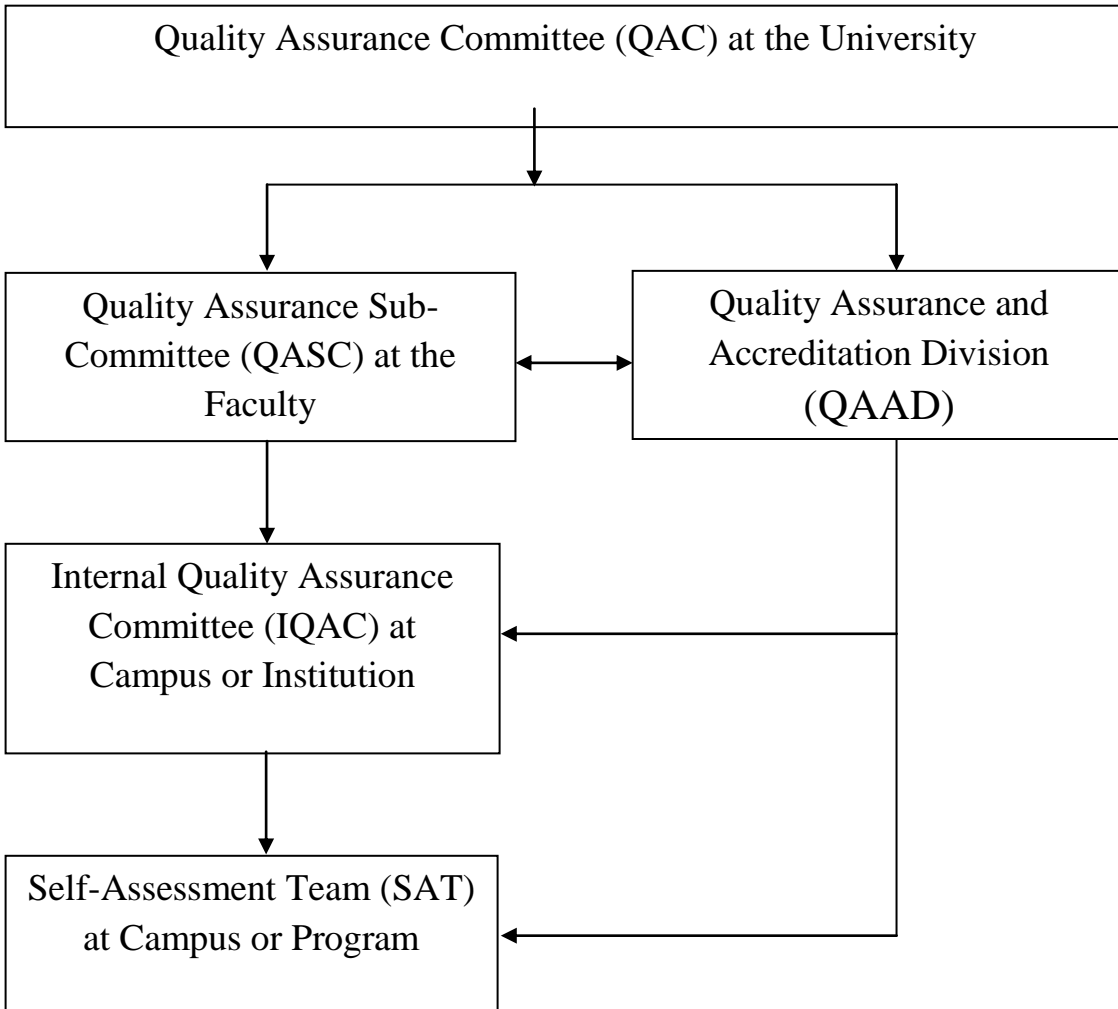 Quality Assurance Committee (QAC) at the University
Quality Assurance Sub-
Committee (QASC) at the
Faculty
Quality Assurance and
Accreditation Division
(QAAD)
Internal Quality Assurance
Committee (IQAC) at
Campus or Institution
Self-Assessment Team (SAT)
at Campus or Program